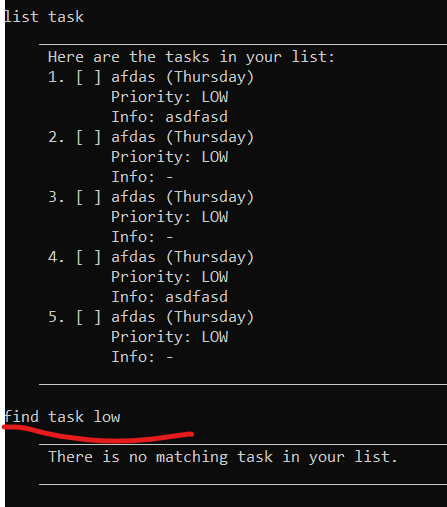 list task
Here are the tasks in your list:
1. [ ] afdas (Thursday)
Priority: LOW
Info: asdfasd
2. [ ] afdas (Thursday)
Priority: LOW
Info: -
3. [ ] afdas (Thursday)
Priority: LOW
Info: -
4. [ ] afdas (Thursday)
Priority: LOW
Info: asdfasd
5. [ ] afdas (Thursday)
Priority: LOW
Info: -
find task low
There is no matching task in your list.